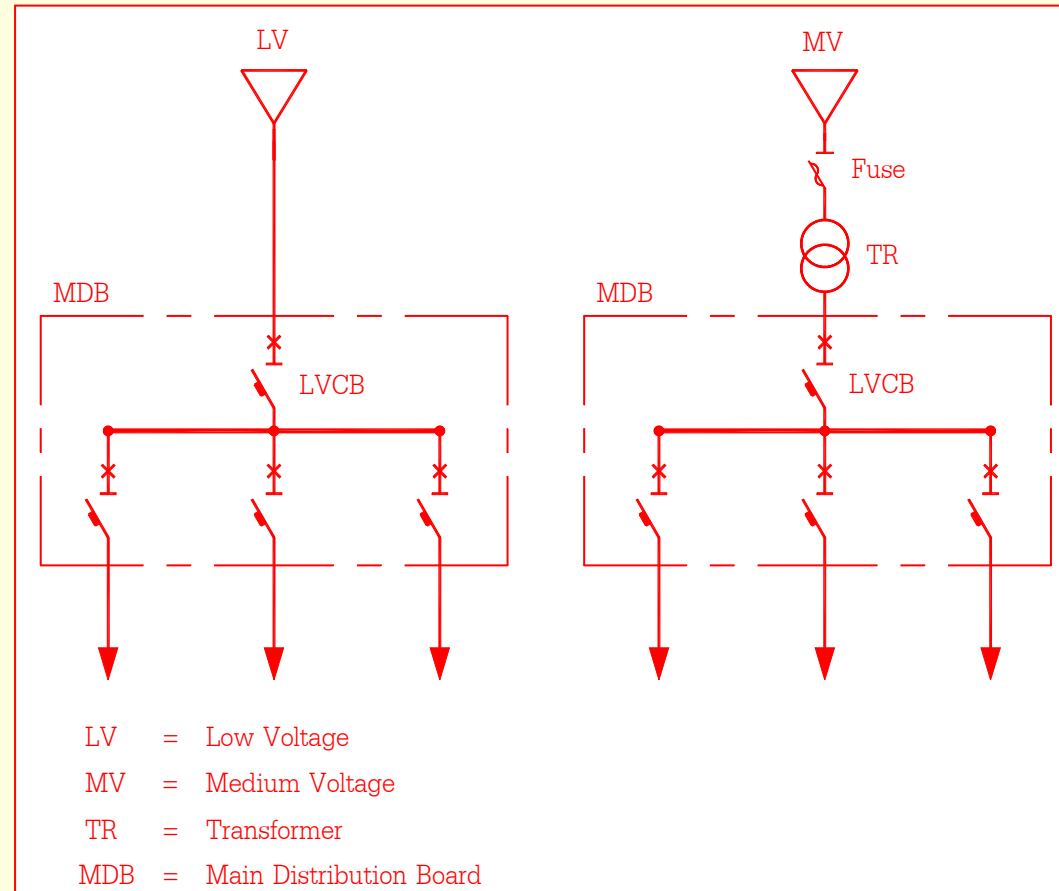 LV
MV
Fuse
TR
MDB
MDB
LVCB
LVCB
LV = Low Voltage
MV = Medium Voltage
TR = Transformer
MDB = Main Distribution Board